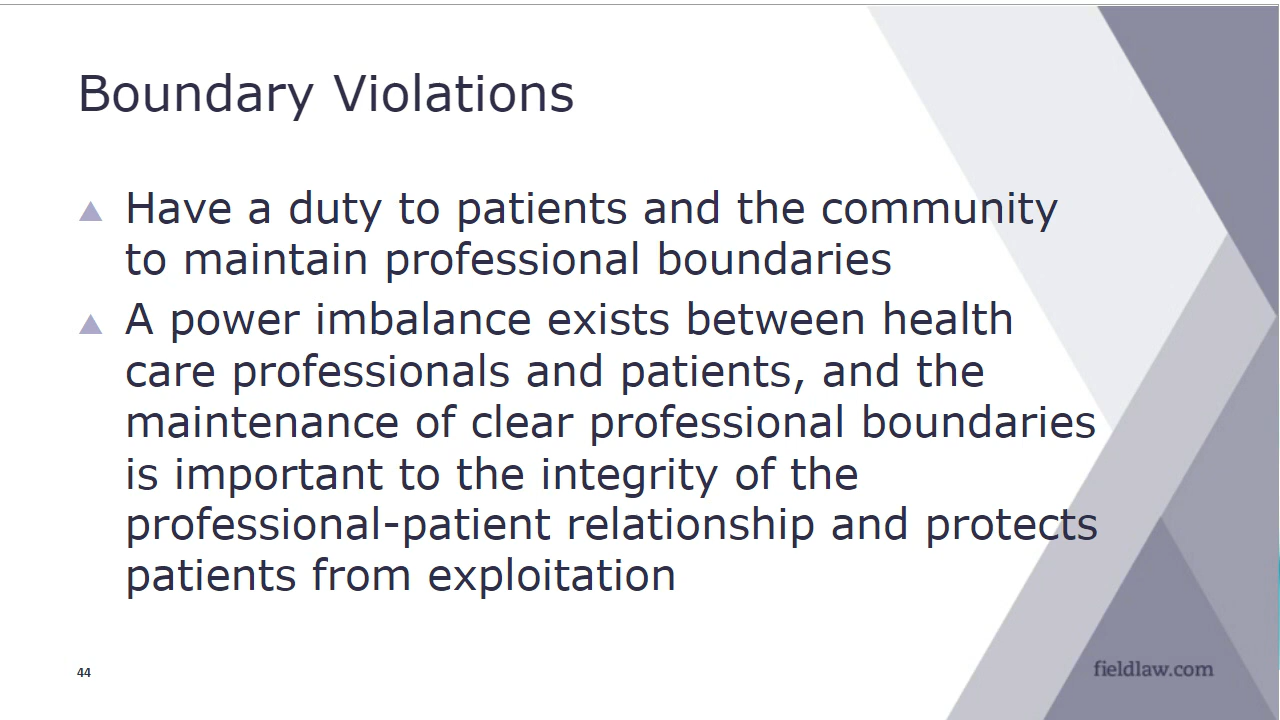 Boundary Violations
Have a duty to patients and the community
to maintain professional boundaries
A power imbalance exists between health
care professionals and patients, and the
maintenance of clear professional boundaries
is important to the integrity of the
professional-patient relationship and protects
patients from exploitation
44
fieldlaw.com